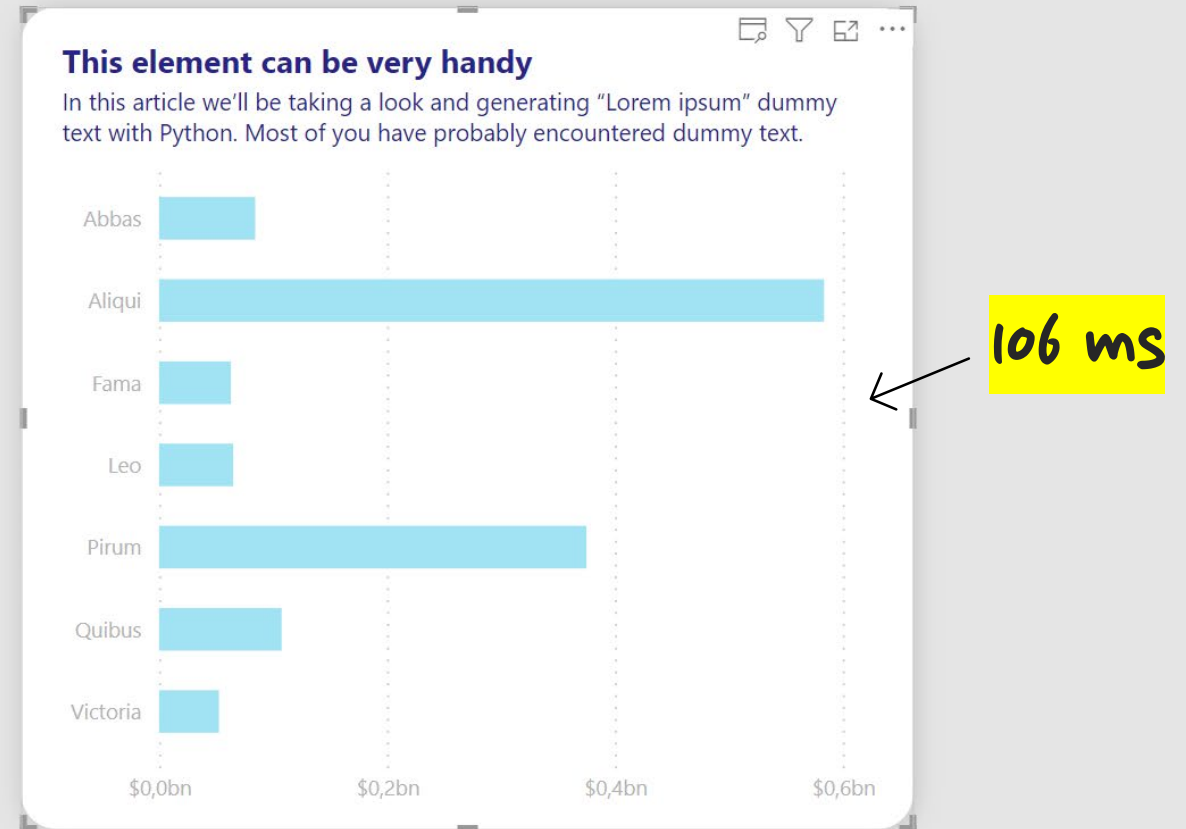 This element can be very handy
In this article we’ll be taking a look and generating “Lorem ipsum” dummy
text with Python. Most of you have probably encountered dummy text.
Abbas
Aliqui
106 ms
Fama
Leo
Pirum
Quibus
Victoria
$0,0bn $0,2bn $0,4bn $0,6bn